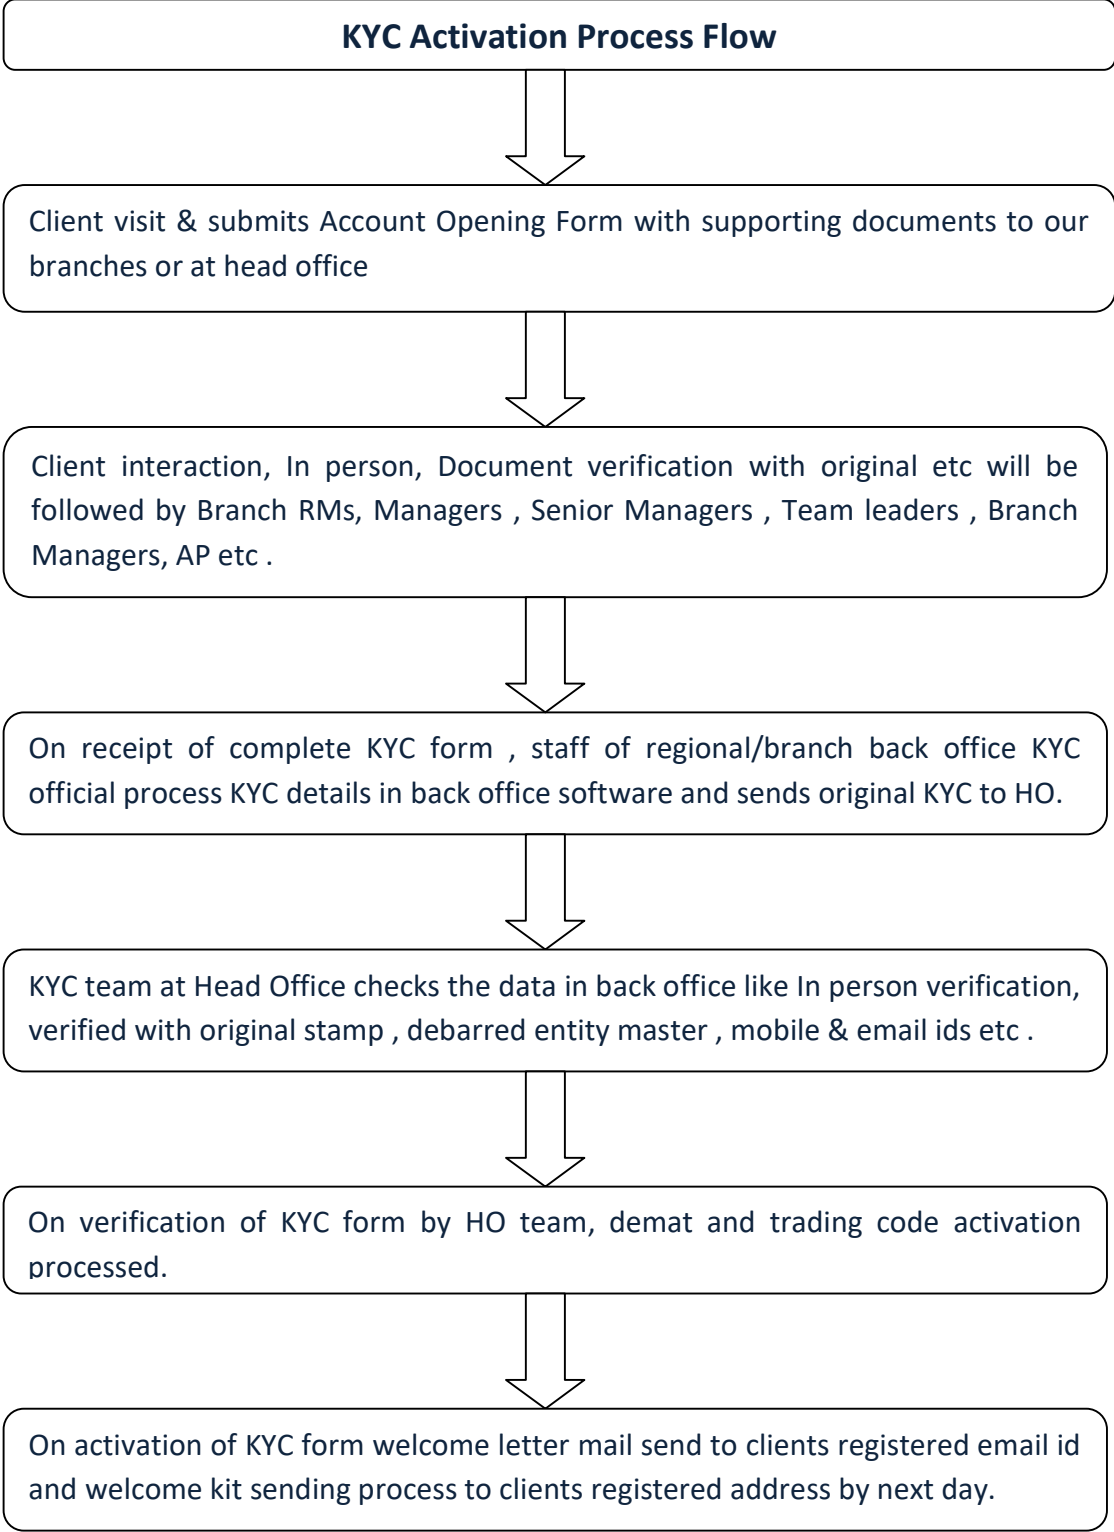 KYC Activation Process Flow
Client visit & submits Account Opening Form with supporting documents to our
branches or at head office
Client interaction, In person, Document verification with original etc will be
followed by Branch RMs, Managers , Senior Managers , Team leaders , Branch
Managers, AP etc .
On receipt of complete KYC form , staff of regional/branch back office KYC
official process KYC details in back office software and sends original KYC to HO.
KYC team at Head Office checks the data in back office like In person verification,
verified with original stamp , debarred entity master , mobile & email ids etc .
On verification of KYC form by HO team, demat and trading code activation
processed.
On activation of KYC form welcome letter mail send to clients registered email id
and welcome kit sending process to clients registered address by next day.